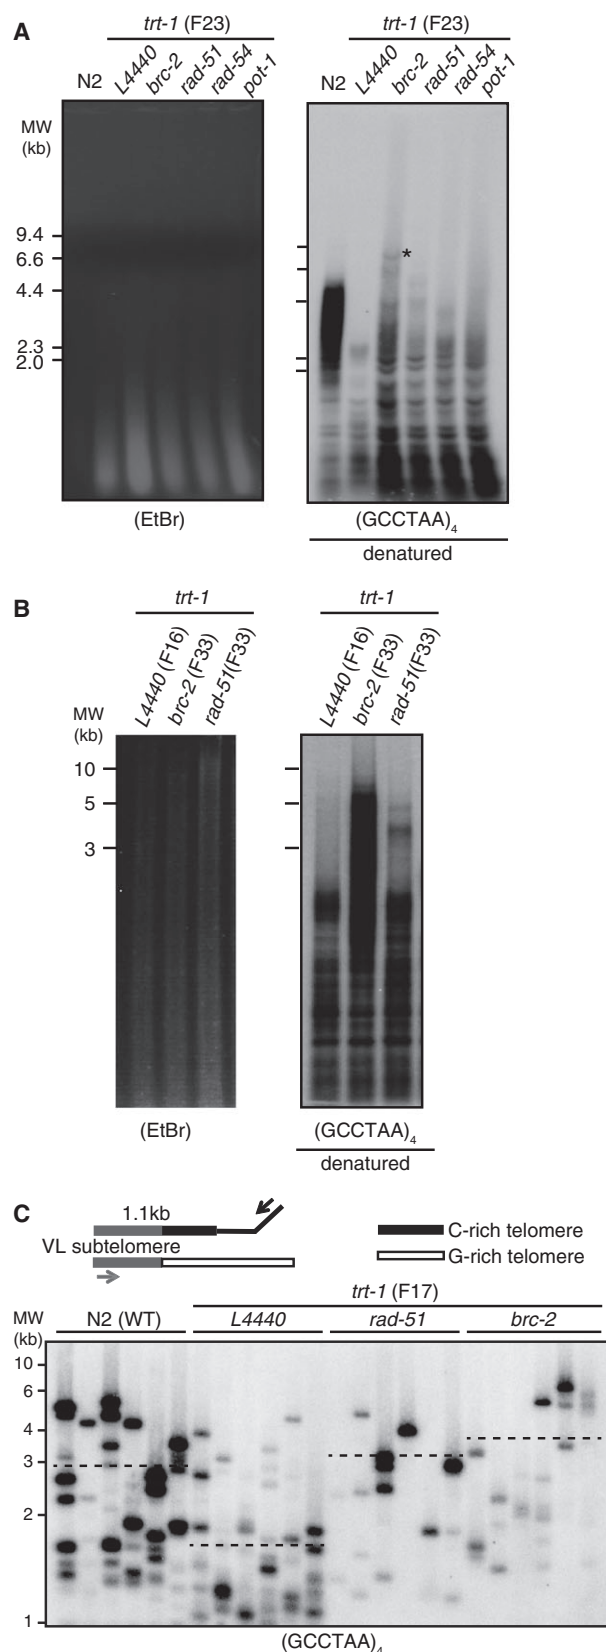 A
trt-1 (F23)
trt-1 (F23)
N2 L4440 brc-2 rad-51 rad-54 pot-1
N2 L4440 brc-2 rad-51 rad-54 pot-1
MW
(kb)
9.4
6.6
4.4
2.3
2.0
*
(EtBr)
(GCCTAA)4
denatured
B
trt-1
trt-1
L4440 (F16) brc-2 (F33) rad-51(F33)
L4440 (F16) brc-2 (F33) rad-51(F33)
MW
(kb)
10
5
3
(EtBr)
(GCCTAA)4
denatured
C
1.1kb
VL subtelomere
C-rich telomere
G-rich telomere
trt-1 (F17)
MW
(kb)
N2 (WT) L4440 rad-51 brc-2
10
6
4
3
2
1
(GCCTAA)4